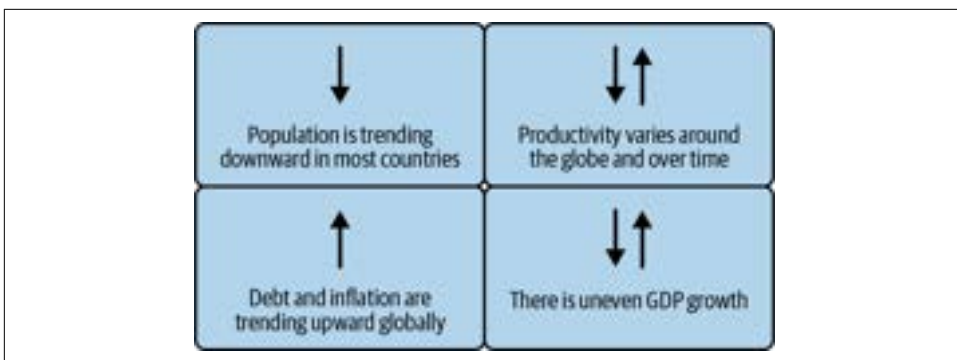 Population is trending
downward in most countries
Productivity varies around
the globe and over time
Debt and inflation are
trending upward globally
There is uneven GDP growth